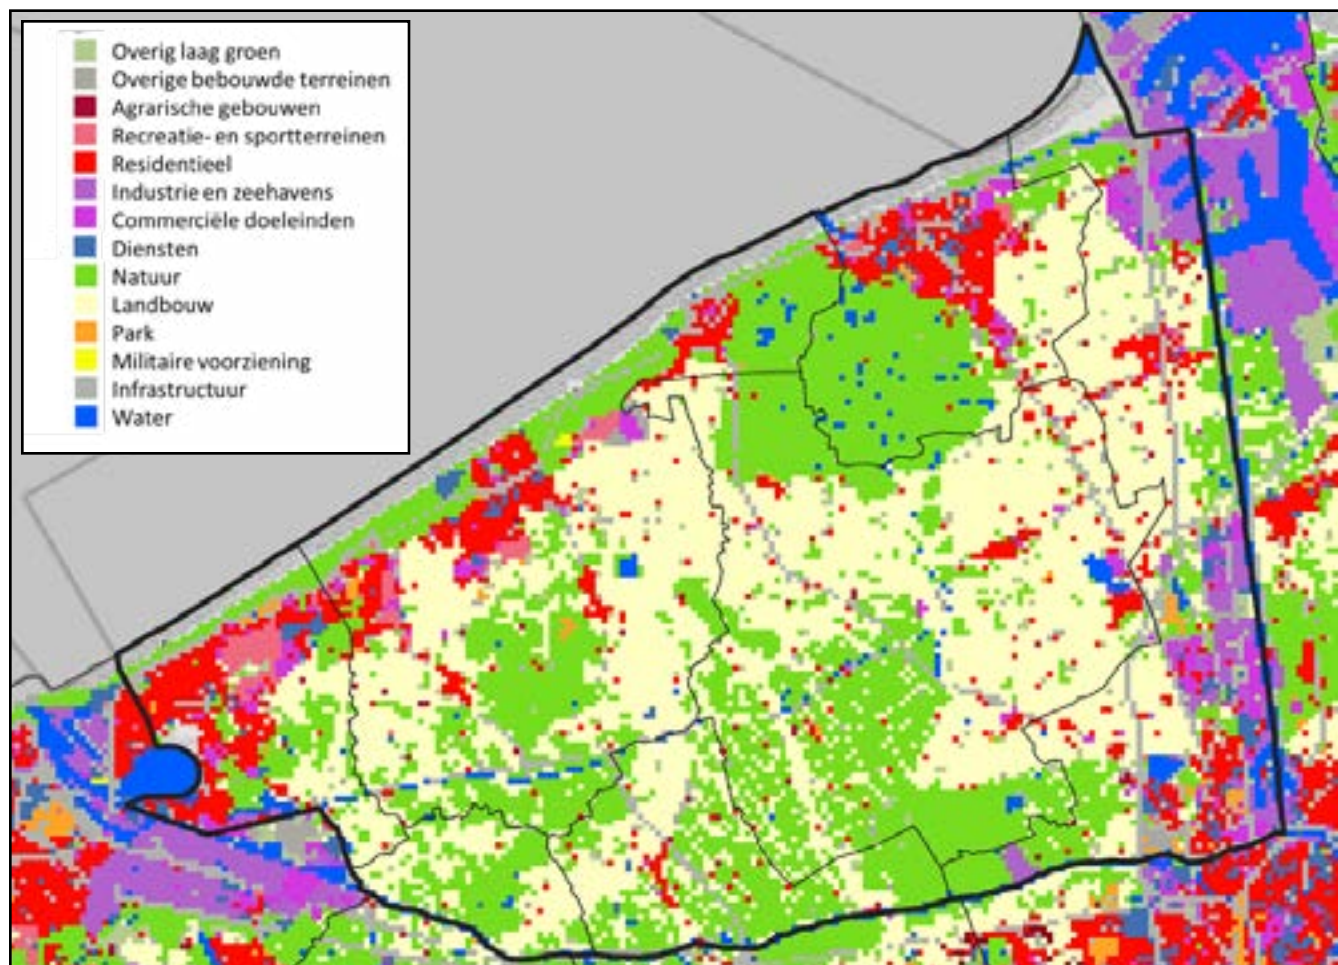 Overig laag groen
Overige bebouwde terreinen
Agrarische gebouwen
Recreatie- en sportterreinen
Residentieel
Industrie en zeehavens
Commerciële doeleinden
Diensten
Natuur
Landbouw
Park
Militaire voorziening
Infrastructuur
Water